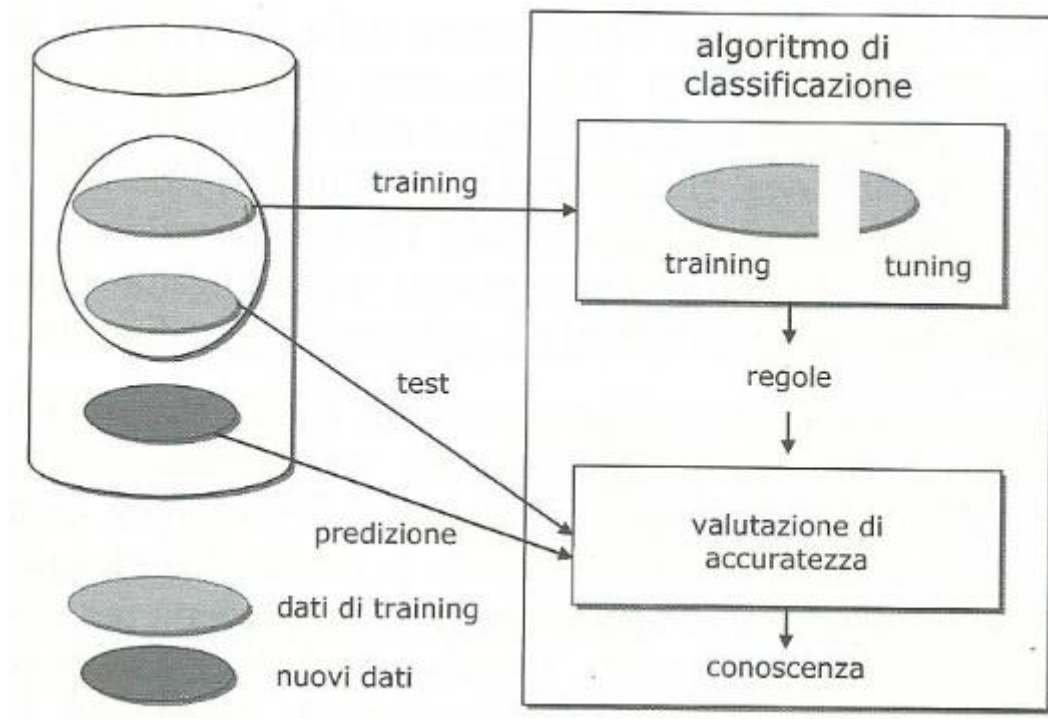 algoritmo di
classificazione
training
training
tuning
test
regole
predizione
valutazione di
accuratezza
dati di training
nuovi dati
conoscenza